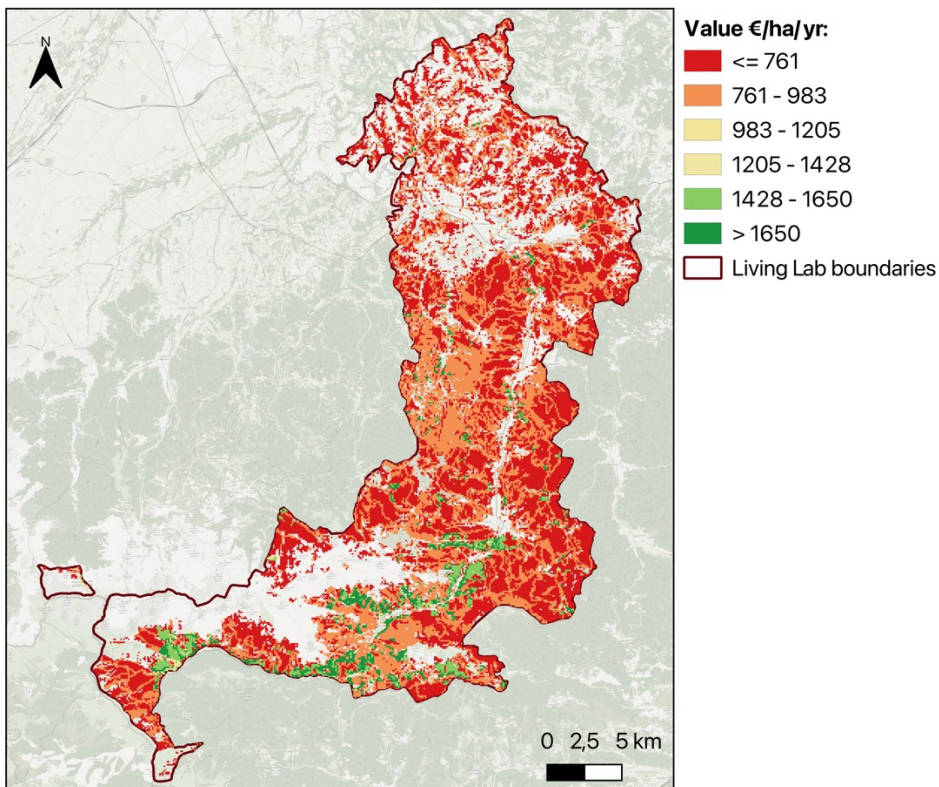 N
Value €/ha/yr:
<= 761
761 - 983
983 - 1205
1205 - 1428
1428 - 1650
> 1650
Living Lab boundaries
0 2,5 5 km